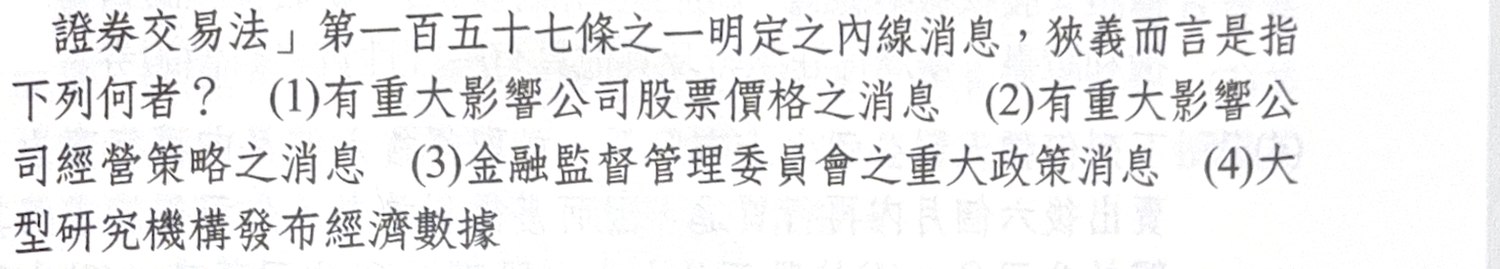 證券交易法」第一百五十七條之一明定之內線消息，狹義而言是指
下列何者？ (1)有重大影響公司股票價格之消息 (2)有重大影響公
司經營策略之消息 (3)金融監督管理委員會之重大政策消息 (4)大
型研究機構發布經濟數據